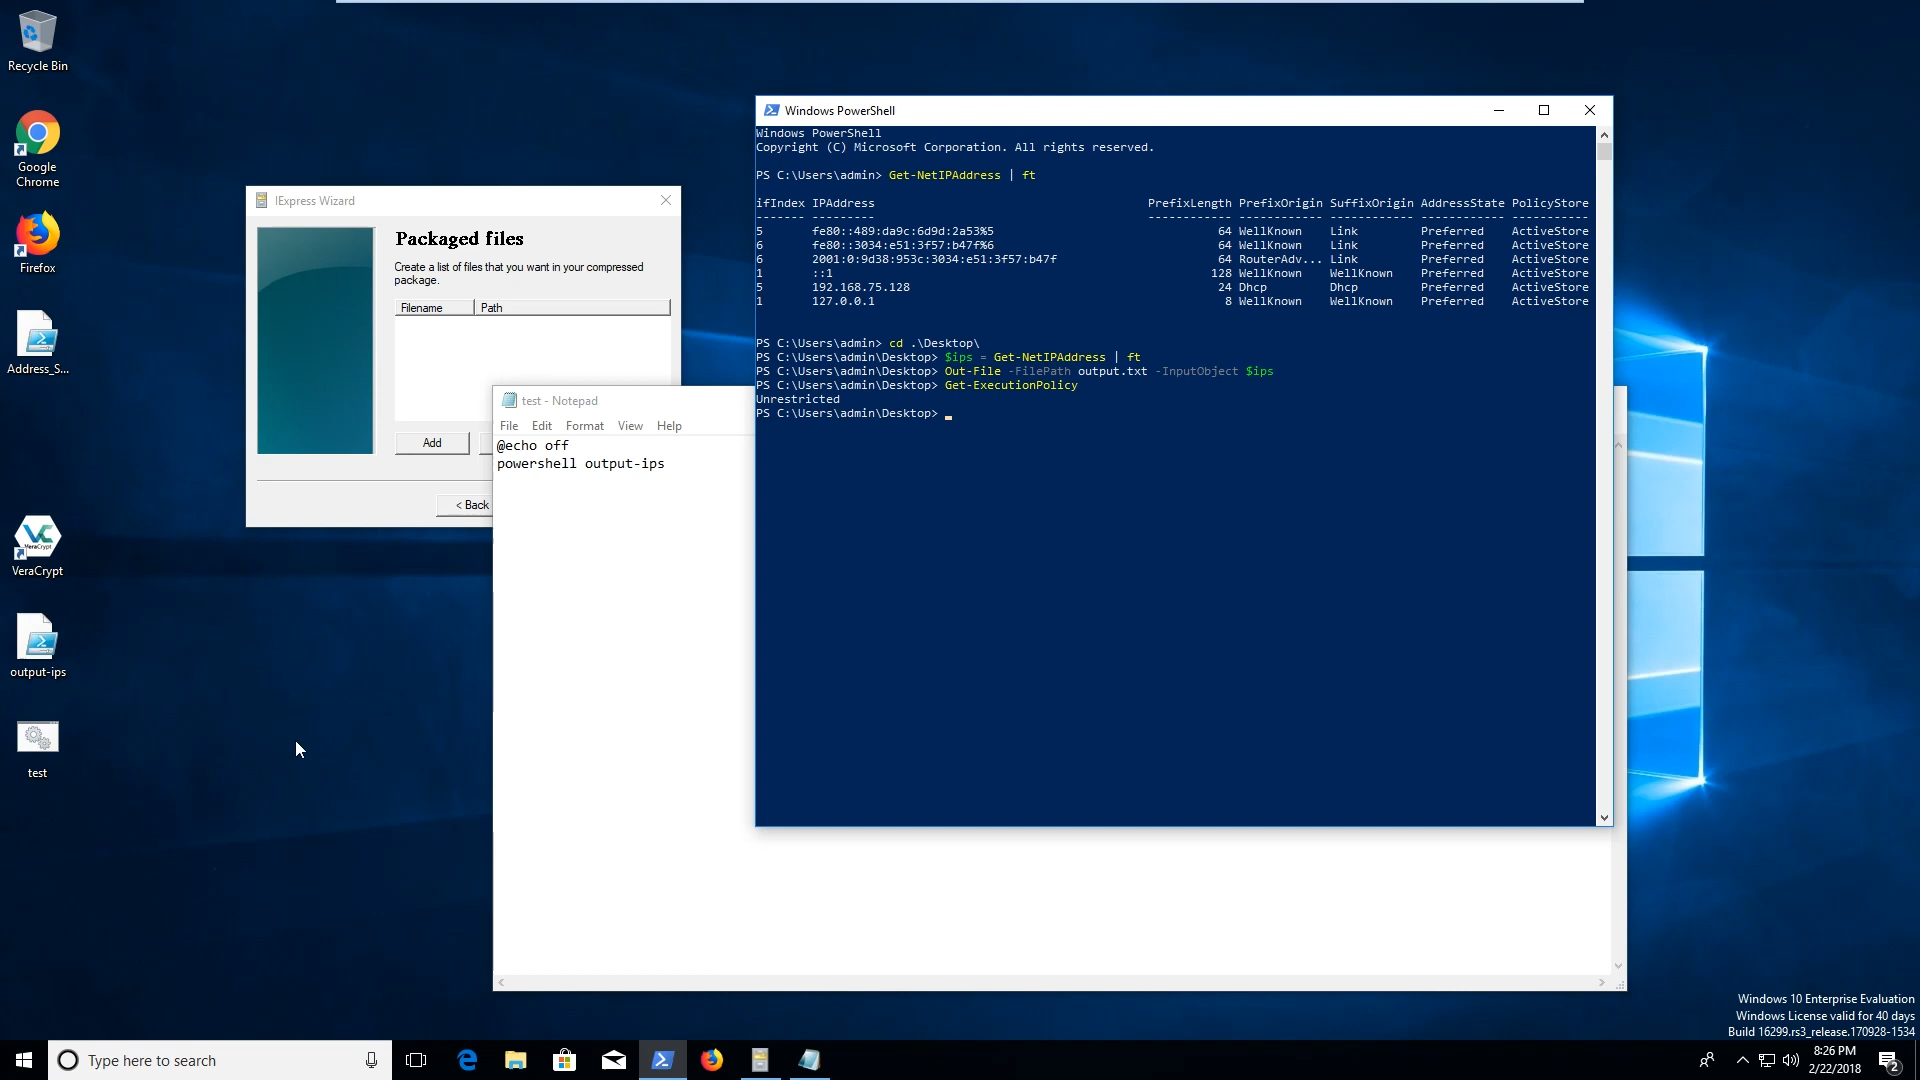 Recycle Bin
Google
Chrome
Firefox
Address_S...
VeraCrypt
VeraCrypt
output-ips
test
IExpress Wizard
Packaged files
Create a list of files that you want in your compressed
package.
Filename Path
Add
< Back
test - Notepad
File Edit Format View Help
@echo off
powershell output-ips
Windows PowerShell
Windows PowerShell
Copyright (C) Microsoft Corporation. All rights reserved.
PS C:\Users\admin> Get-NetIPAddress | ft
ifIndex IPAddress PrefixLength PrefixOrigin SuffixOrigin AddressState PolicyStore
------- --------- ------------ ------------ ------------ ------------ -----------
5 fe80::489:da9c:6d9d:2a53%5 64 WellKnown Link Preferred ActiveStore
6 fe80::3034:e51:3f57:b47f%6 64 WellKnown Link Preferred ActiveStore
6 2001:0:9d38:953c:3034:e51:3f57:b47f 64 RouterAdv... Link Preferred ActiveStore
1 ::1 128 WellKnown WellKnown Preferred ActiveStore
5 192.168.75.128 24 Dhcp Dhcp Preferred ActiveStore
1 127.0.0.1 8 WellKnown WellKnown Preferred ActiveStore
PS C:\Users\admin> cd .\Desktop\
PS C:\Users\admin\Desktop> $ips = Get-NetIPAddress | ft
PS C:\Users\admin\Desktop> Out-File -FilePath output.txt -InputObject $ips
PS C:\Users\admin\Desktop> Get-ExecutionPolicy
Unrestricted
PS C:\Users\admin\Desktop> _
Windows 10 Enterprise Evaluation
Windows License valid for 40 days
Build 16299.rs3_release.170928-1534
Type here to search
8:26 PM
2/22/2018
2